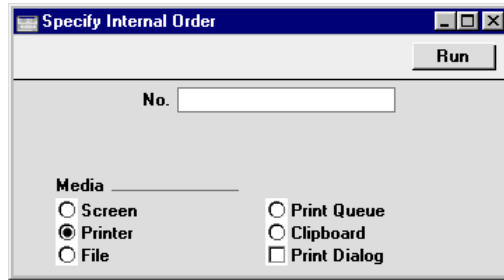 Specify Internal Order
Run
No.
Media
Screen
Print Queue
Printer
Clipboard
File
Print Dialog